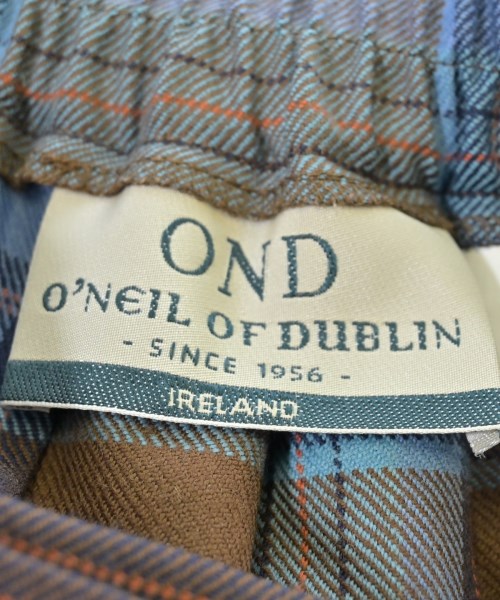 OND
O'NEIL OF DUBLIN
- SINCE 1956 -
IRELAND